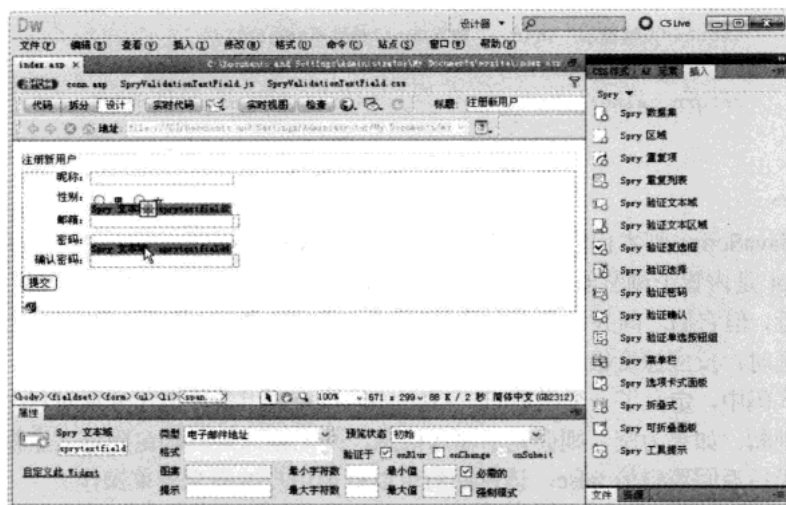 Dw
设计器
CS Live
文件(F) 编辑(E) 查看(V) 插入(I) 修改(M) 格式(O) 命令(C) 站点(S) 窗口(W) 帮助(H)
index.asp ×
源代码 conn.asp SpryValidationTextField.js SpryValidationTextField.css
代码 拆分 设计 实时代码 实时视图 检查 标题: 注册新用户
地址:
注册新用户
昵称:
性别:
邮箱:
密码:
确认密码:
提交
<body> <fieldset> <form> <ul> <li> <span 100% 671 x 299 88 K / 2 秒 简体中文(GB2312)
属性
Spry 文本域 类型 电子邮件地址 预览状态 初始
sprytextfield 格式 验证于 onBlur onChange onSubmit
自定义此 Widget 图案 最小字符数 最小值 必需的
提示 最大字符数 最大值 强制模式
CSS样式 AP 元素 插入
Spry
Spry 数据集
Spry 区域
Spry 重复项
Spry 重复列表
Spry 验证文本域
Spry 验证文本区域
Spry 验证复选框
Spry 验证选择
Spry 验证密码
Spry 验证确认
Spry 验证单选按钮组
Spry 菜单栏
Spry 选项卡式面板
Spry 折叠式
Spry 可折叠面板
Spry 工具提示
文件 资源